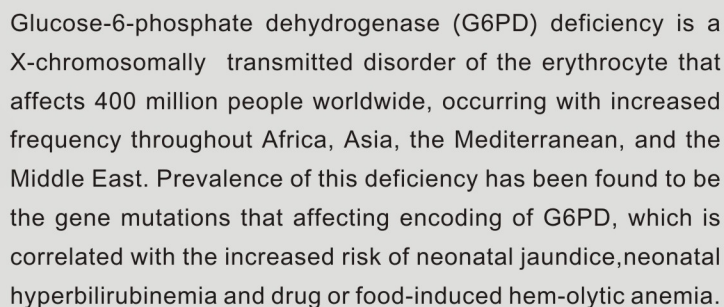 Glucose-6-phosphate dehydrogenase (G6PD) deficiency is a
X-chromosomally transmitted disorder of the erythrocyte that
affects 400 million people worldwide, occurring with increased
frequency throughout Africa, Asia, the Mediterranean, and the
Middle East. Prevalence of this deficiency has been found to be
the gene mutations that affecting encoding of G6PD, which is
correlated with the increased risk of neonatal jaundice,neonatal
hyperbilirubinemia and drug or food-induced hem-olytic anemia.